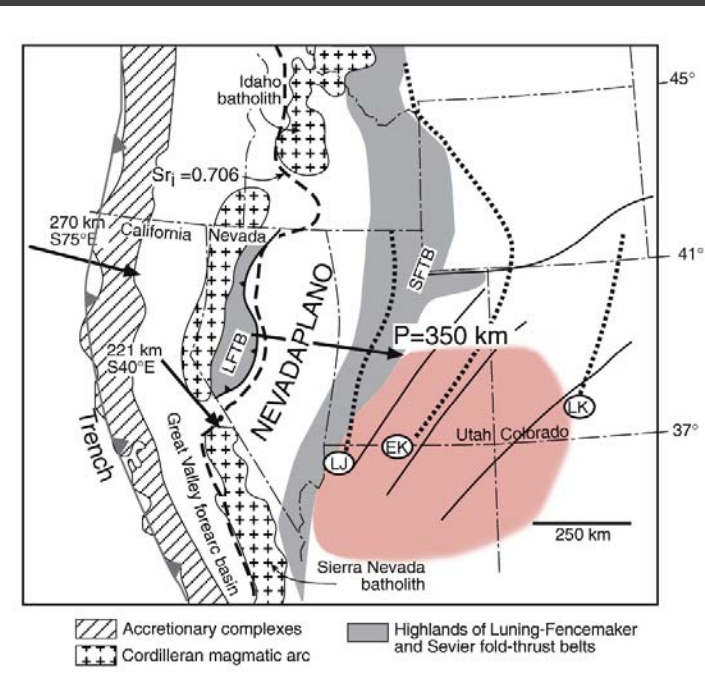 45°
Idaho
batholith
Sri =0.706
270 km
S75°E
California
Nevada
41°
SFTB
NEVADAPLANO
LFTB
P=350 km
221 km
S40°E
Trench
Great Valley forearc basin
37°
LK
EK
LJ
Utah
Colorado
250 km
Sierra Nevada
batholith
Accretionary complexes
Cordilleran magmatic arc
Highlands of Luning-Fencemaker
and Sevier fold-thrust belts